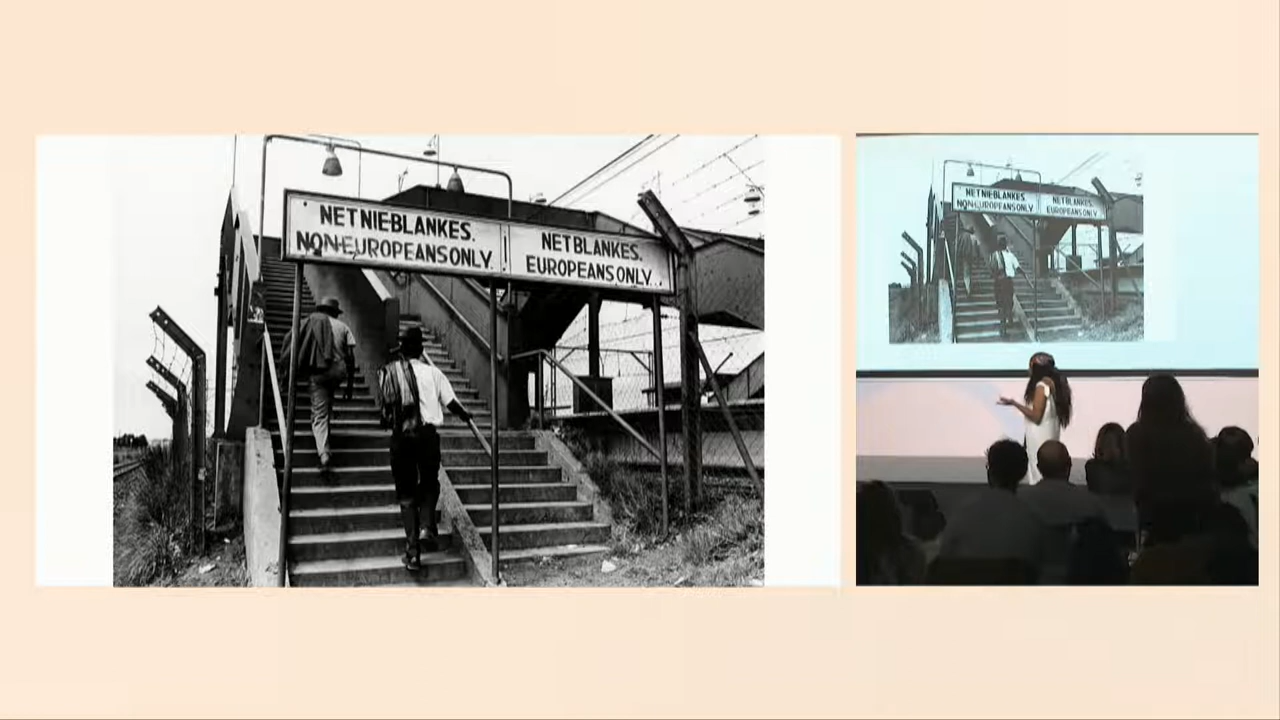 NET NIE-BLANKES.
NON-EUROPEANS ONLY.
NET BLANKES.
EUROPEANS ONLY.
NET NIE-BLANKES.
NON-EUROPEANS ONLY.
NET BLANKES.
EUROPEANS ONLY.